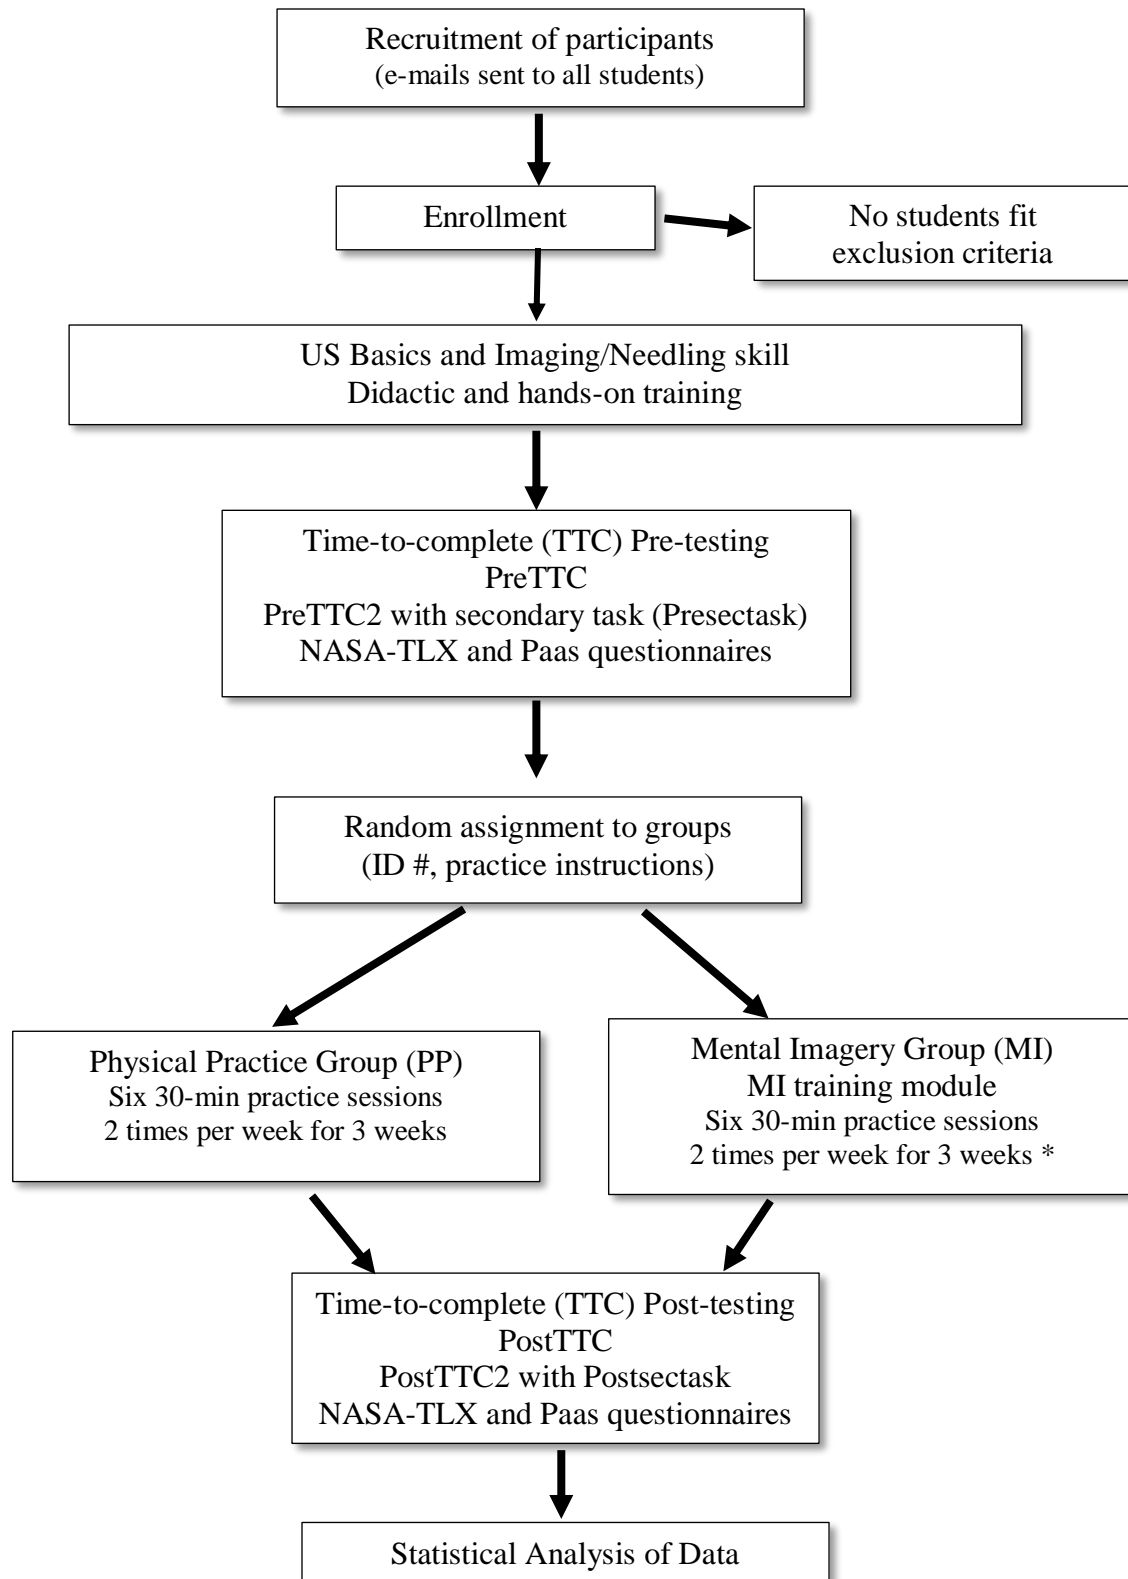 Recruitment of participants
(e-mails sent to all students)
Enrollment
No students fit
exclusion criteria
US Basics and Imaging/Needling skill
Didactic and hands-on training
Time-to-complete (TTC) Pre-testing
PreTTC
PreTTC2 with secondary task (Presectask)
NASA-TLX and Paas questionnaires
Random assignment to groups
(ID #, practice instructions)
Physical Practice Group (PP)
Six 30-min practice sessions
2 times per week for 3 weeks
Mental Imagery Group (MI)
MI training module
Six 30-min practice sessions
2 times per week for 3 weeks *
Time-to-complete (TTC) Post-testing
PostTTC
PostTTC2 with Postsectask
NASA-TLX and Paas questionnaires
Statistical Analysis of Data